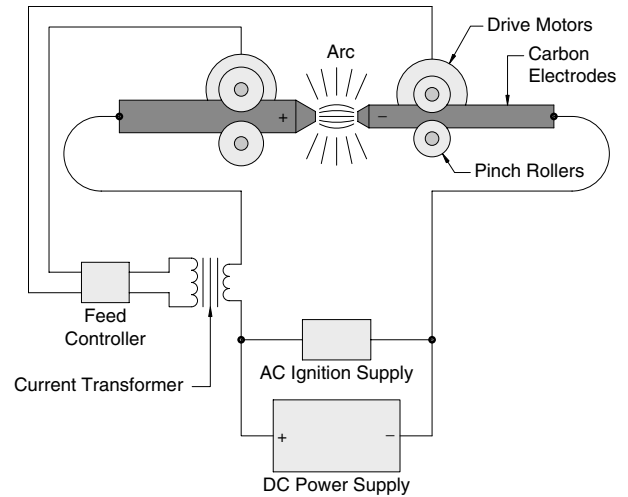 Drive Motors
Arc
Carbon
Electrodes
+
−
Pinch Rollers
Feed
Controller
Current Transformer
AC Ignition Supply
+
−
DC Power Supply